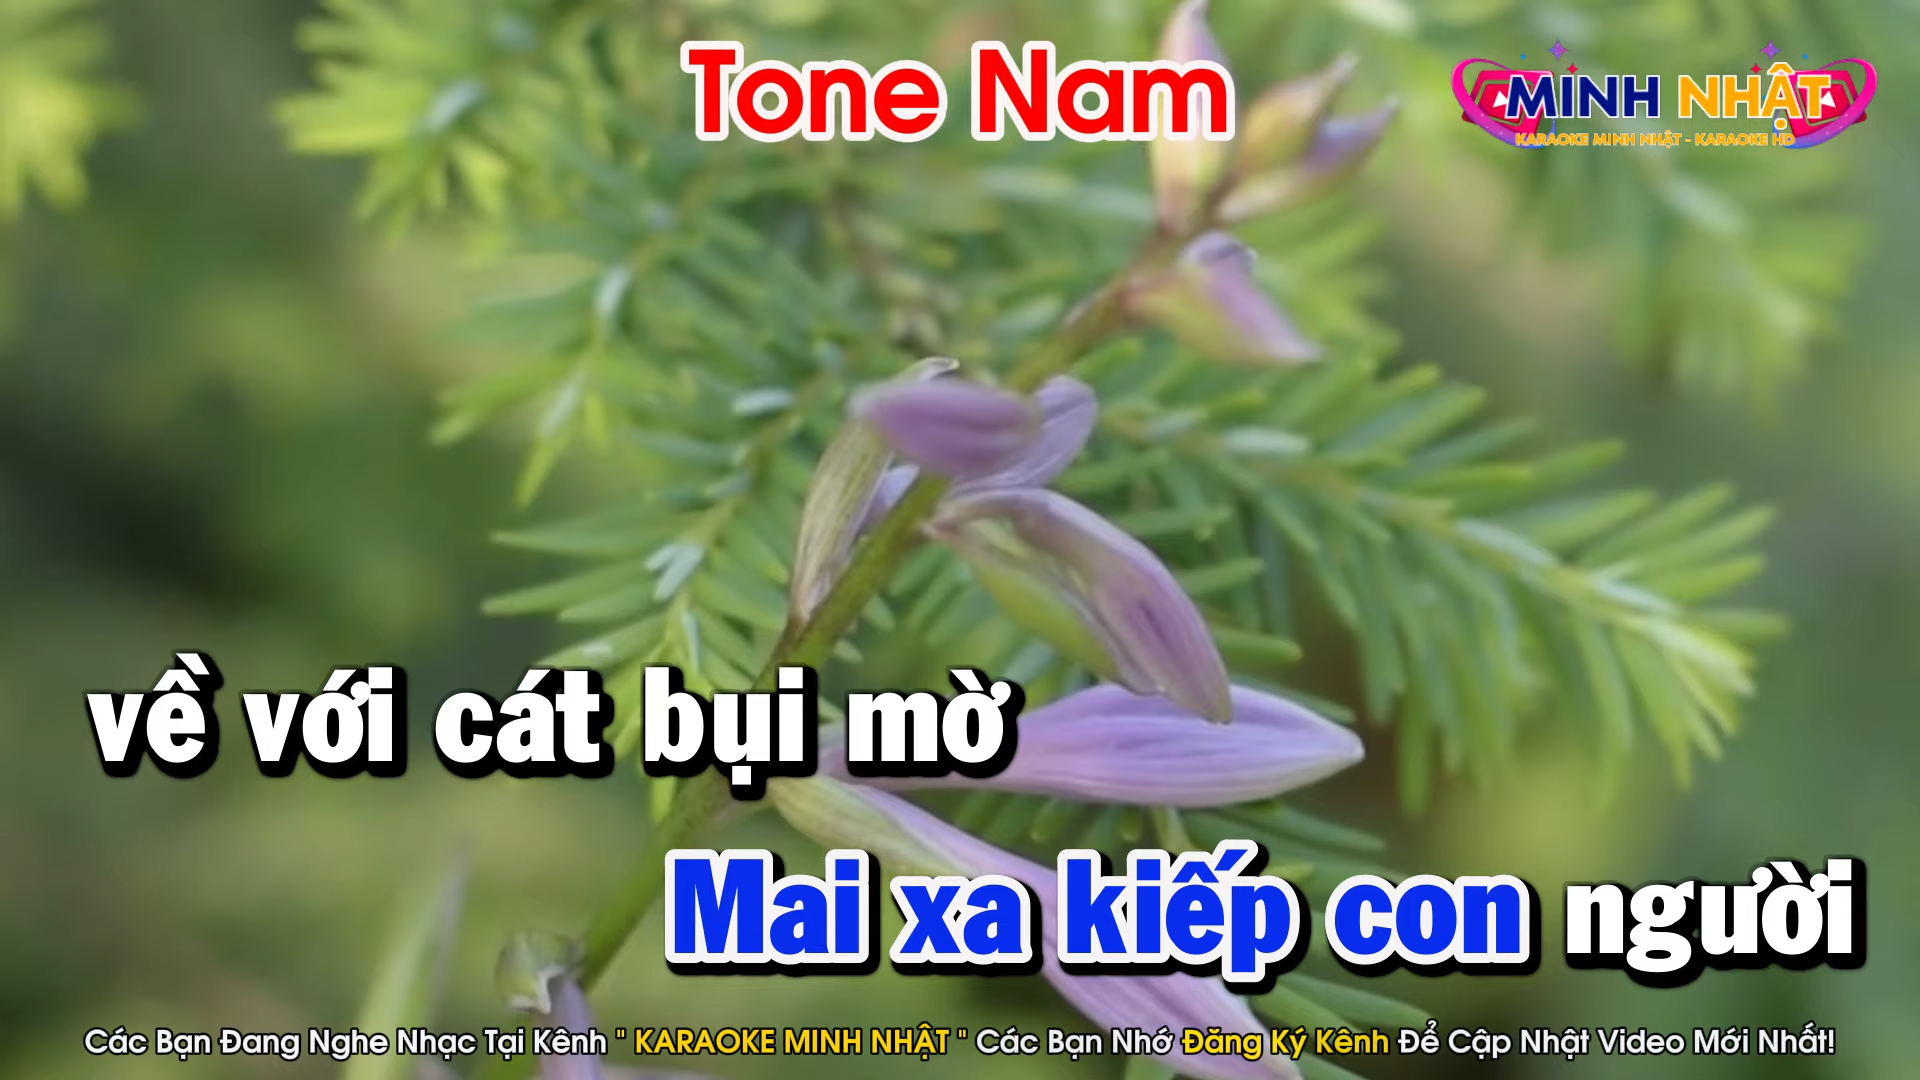 Tone Nam
MINH NHẬT
KARAOKE MINH NHẬT - KARAOKE HD
về với cát bụi mờ
Mai xa kiếp con người
Các Bạn Đang Nghe Nhạc Tại Kênh " KARAOKE MINH NHẬT " Các Bạn Nhớ Đăng Ký Kênh Để Cập Nhật Video Mới Nhất!